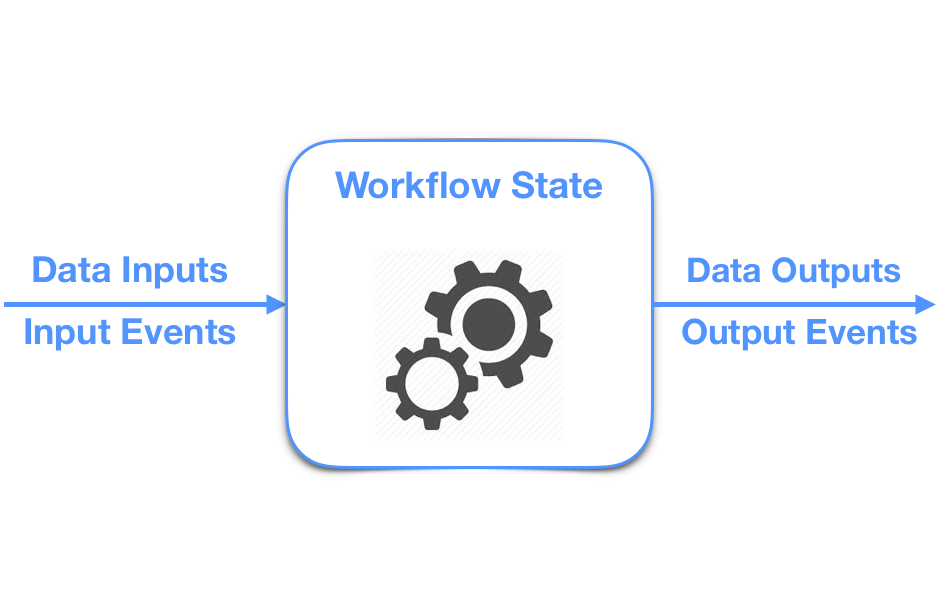 Workflow State
Data Inputs
Input Events
Data Outputs
Output Events